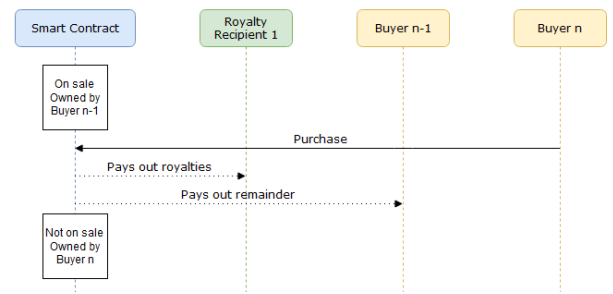 Smart Contract
Royalty
Recipient 1
Buyer n-1
Buyer n
On sale
Owned by
Buyer n-1
Purchase
Pays out royalties
Pays out remainder
Not on sale
Owned by
Buyer n